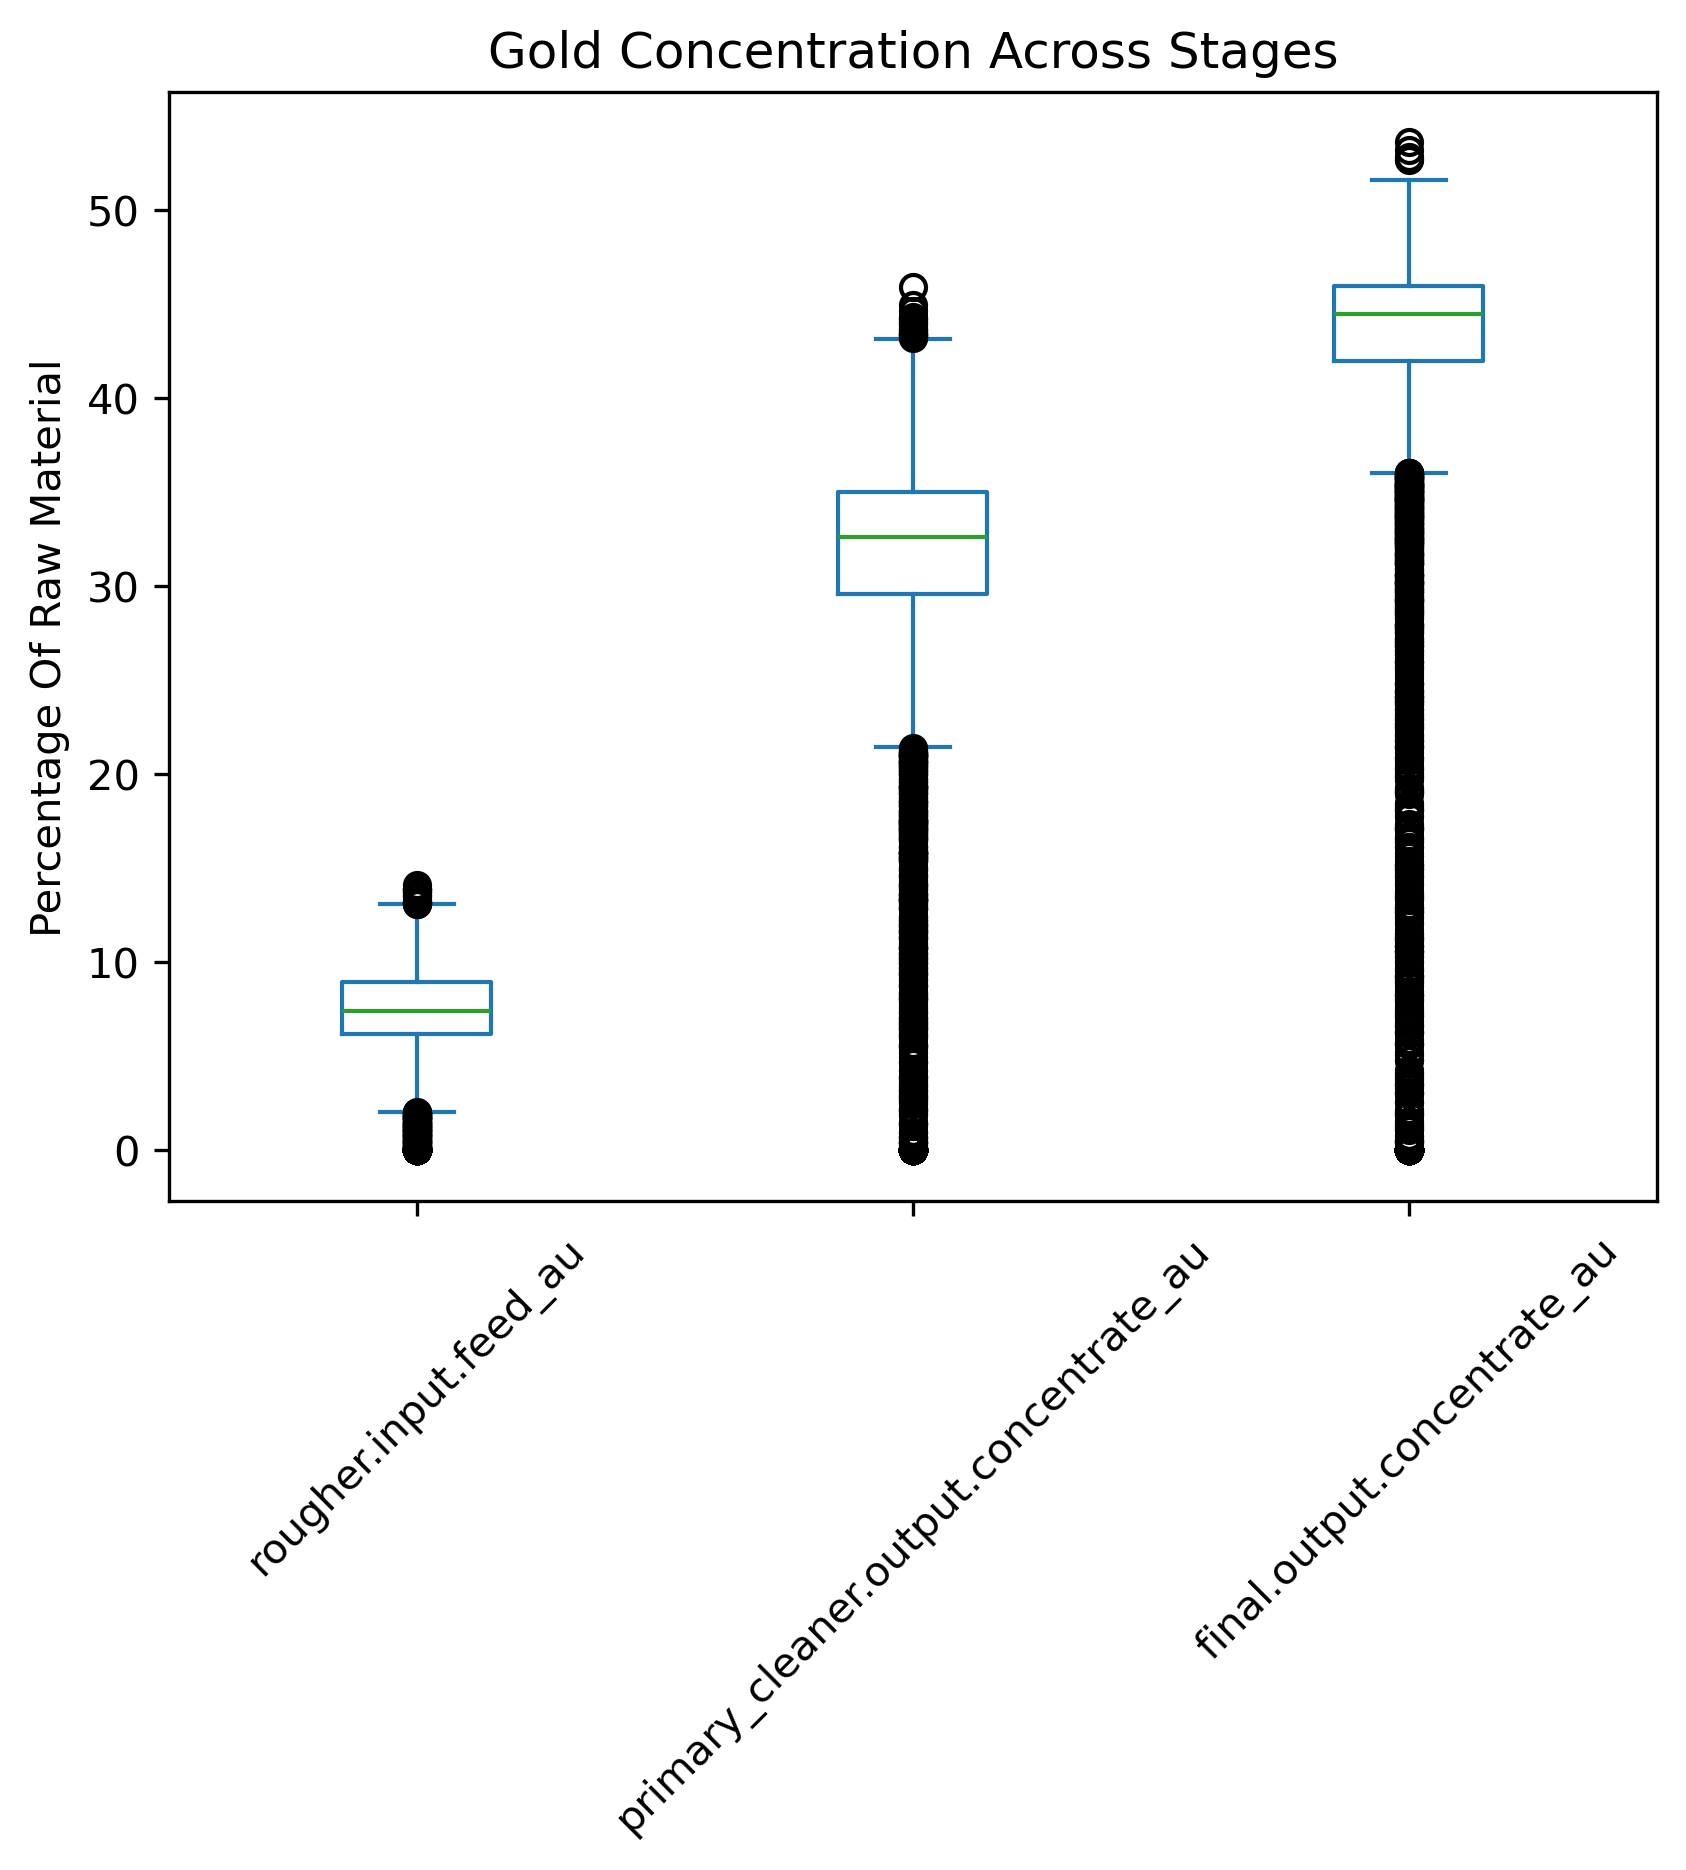 Gold Concentration Across Stages
Percentage Of Raw Material
50
40
30
20
10
0
rougher.input.feed_au
primary_cleaner.output.concentrate_au
final.output.concentrate_au